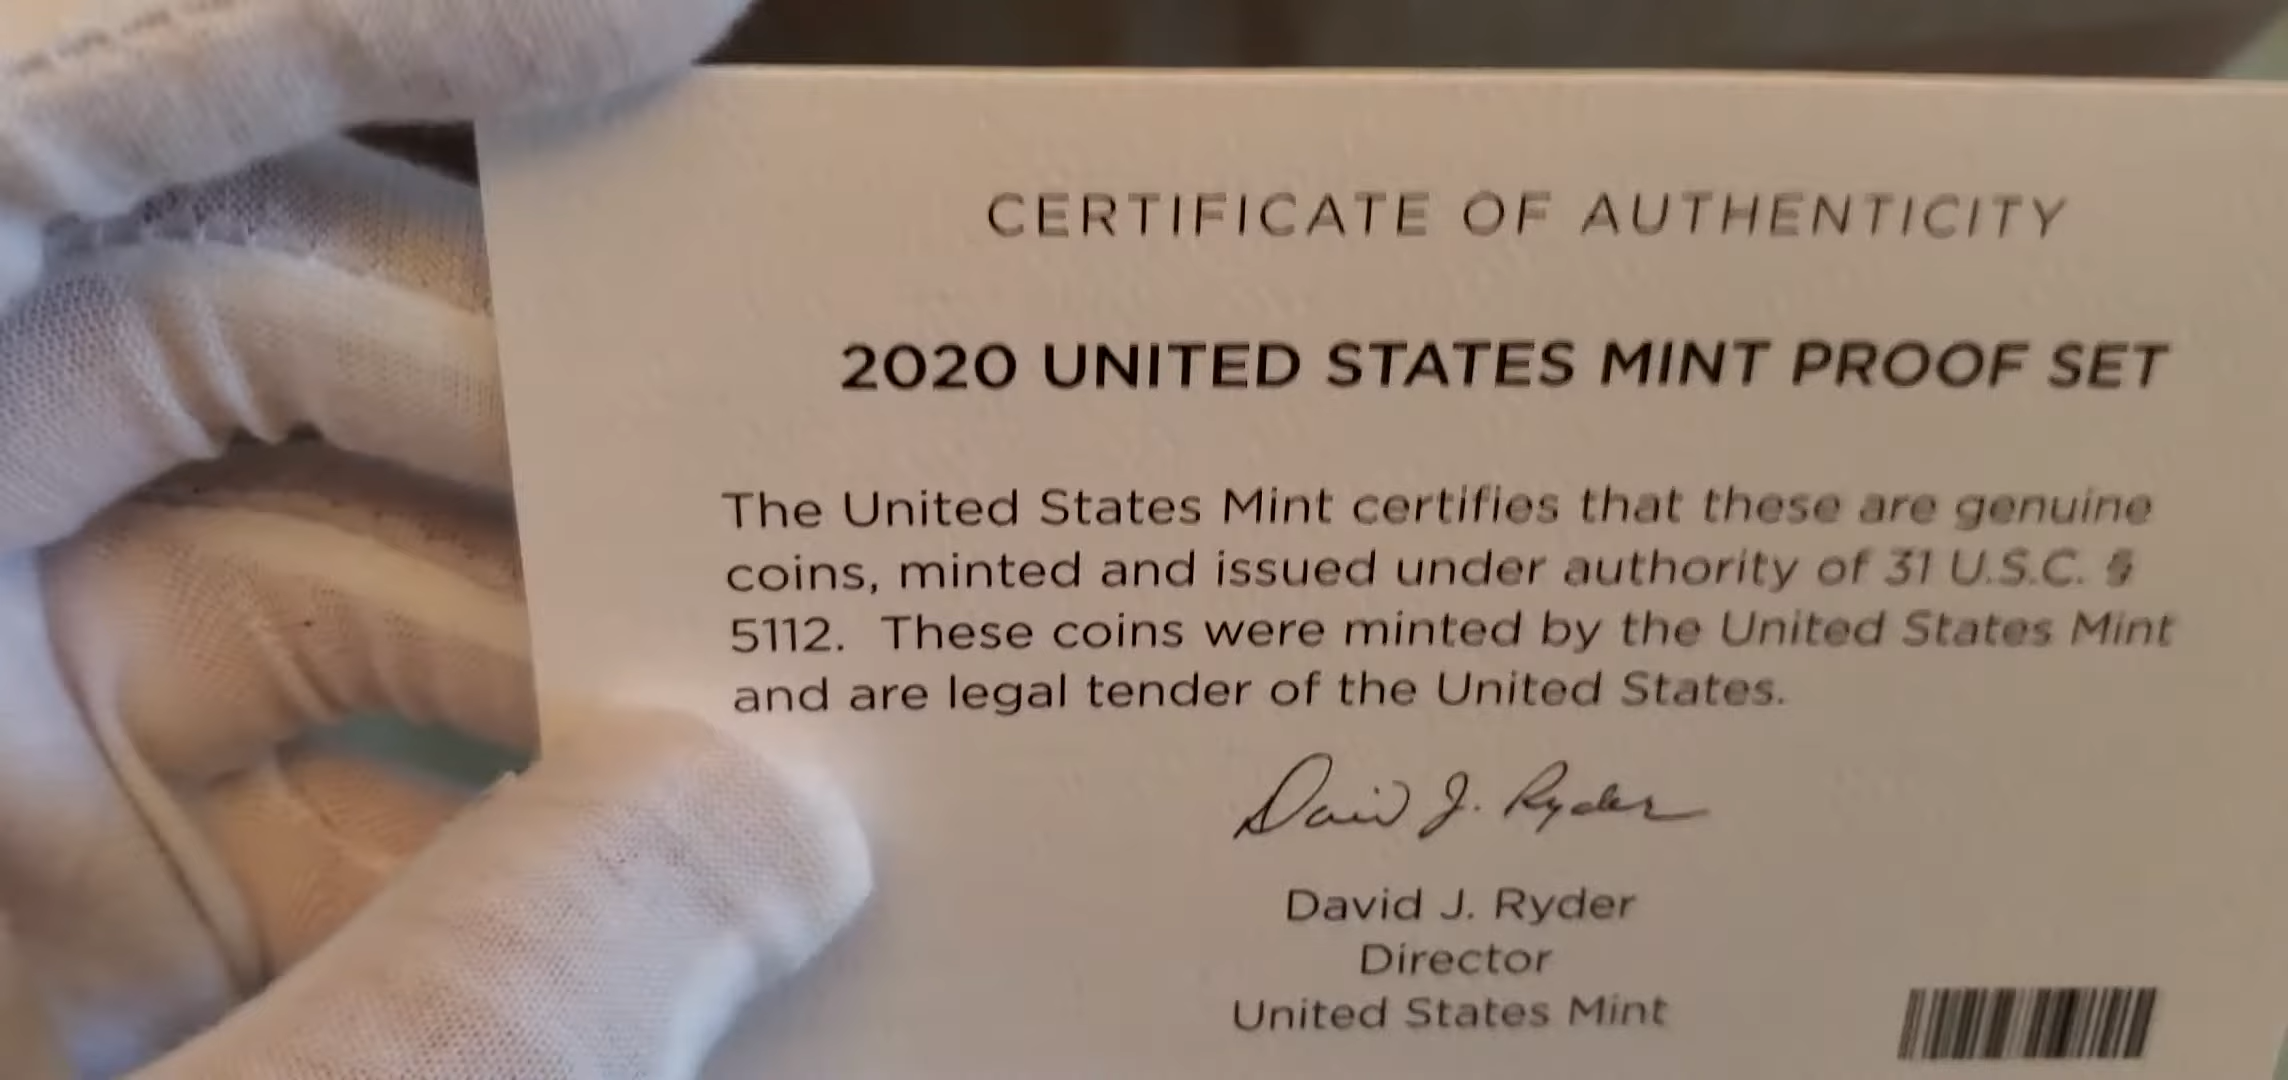 CERTIFICATE OF AUTHENTICITY
2020 UNITED STATES MINT PROOF SET
The United States Mint certifies that these are genuine
coins, minted and issued under authority of 31 U.S.C. §
5112. These coins were minted by the United States Mint
and are legal tender of the United States.
David J. Ryder
David J. Ryder
Director
United States Mint